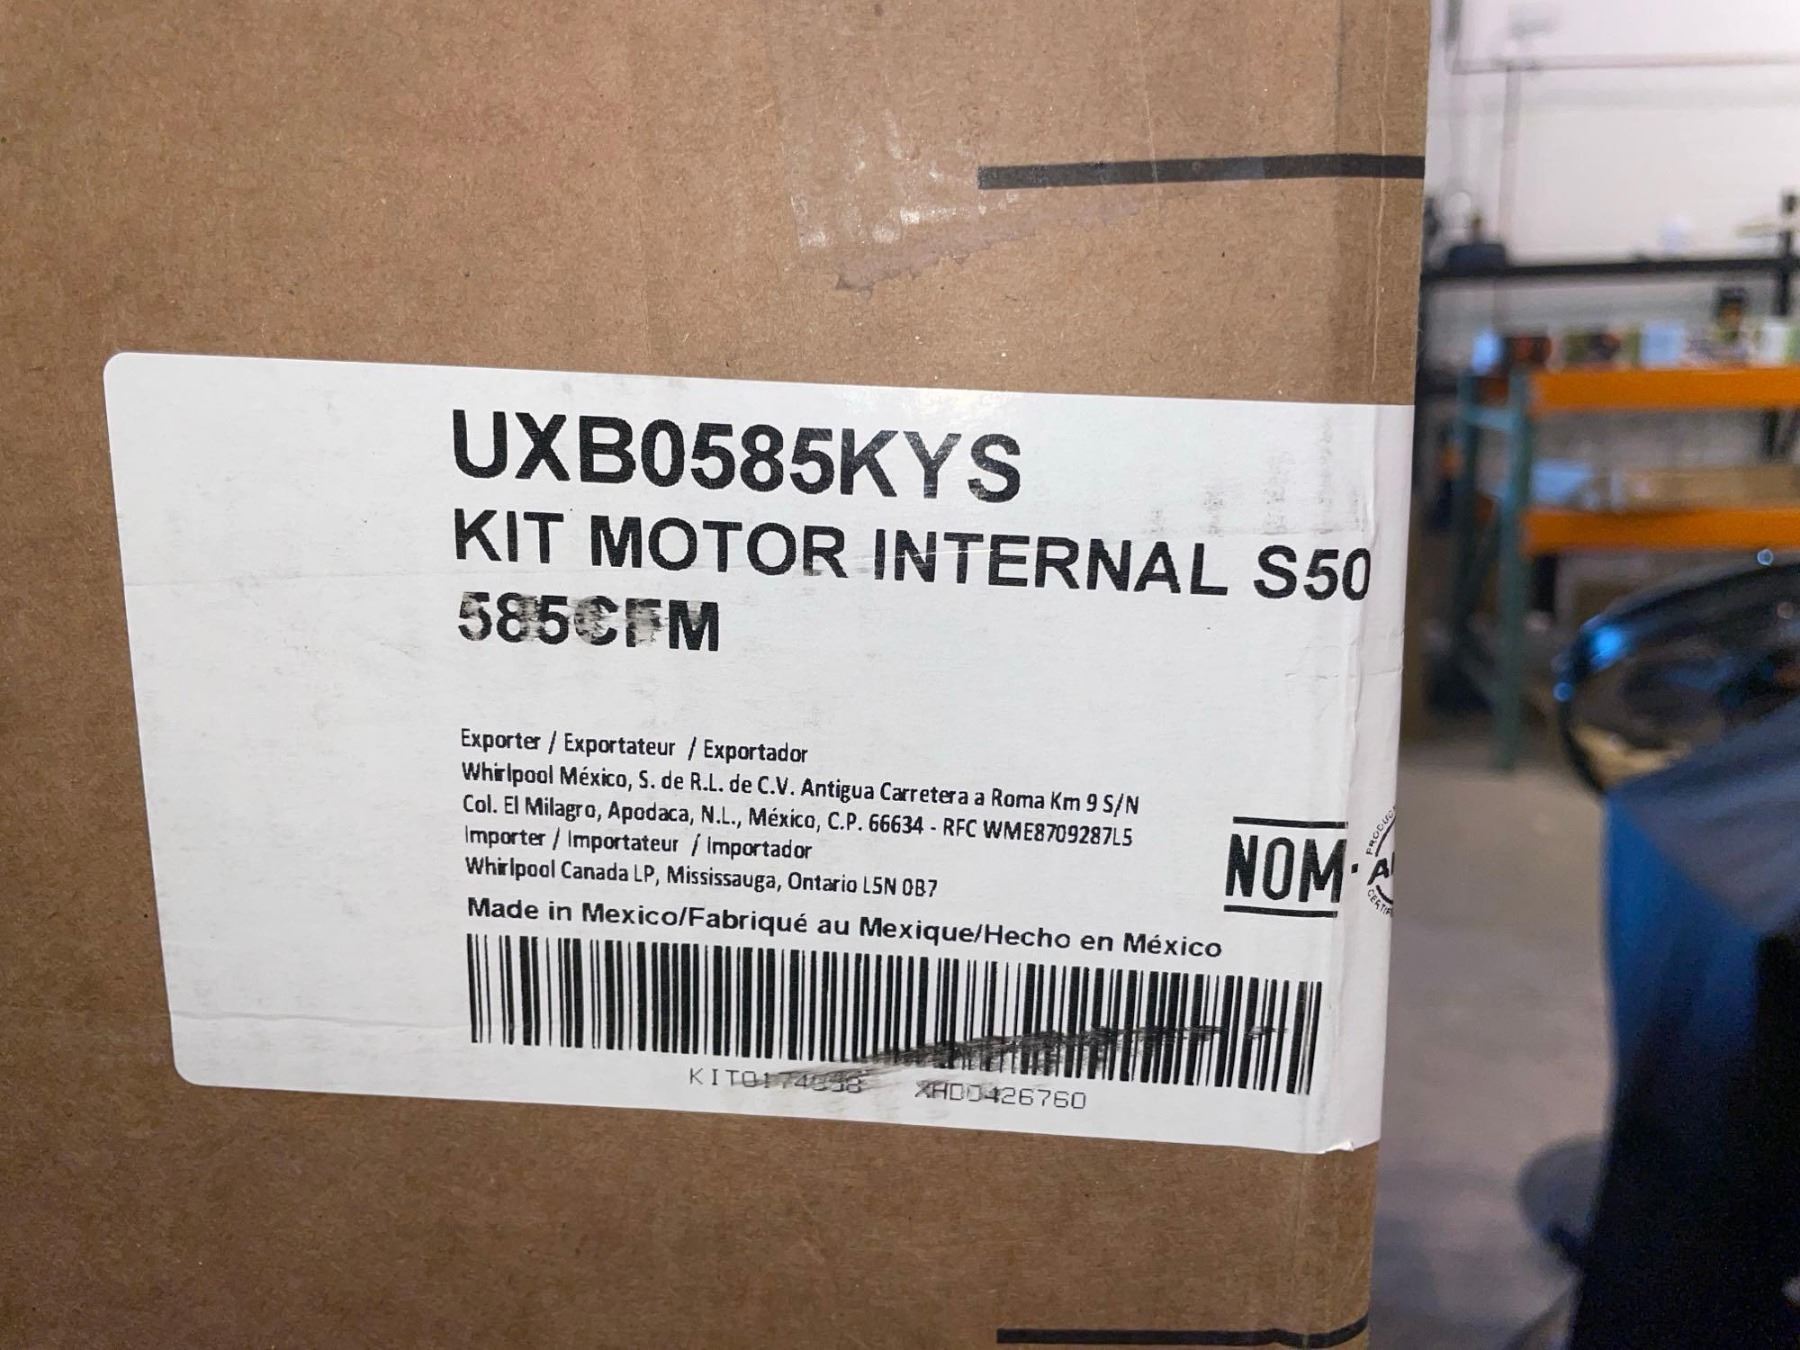 UXB0585KYS
KIT MOTOR INTERNAL S50
585CFM
Exporter / Exportateur / Exportador
Whirlpool México, S. de R.L. de C.V. Antigua Carretera a Roma Km 9 S/N
Col. El Milagro, Apodaca, N.L., México, C.P. 66634 - RFC WME8709287L5
Importer / Importateur / Importador
Whirlpool Canada LP, Mississauga, Ontario L5N 0B7
Made in Mexico/Fabriqué au Mexique/Hecho en México
NOM
XHD0426760